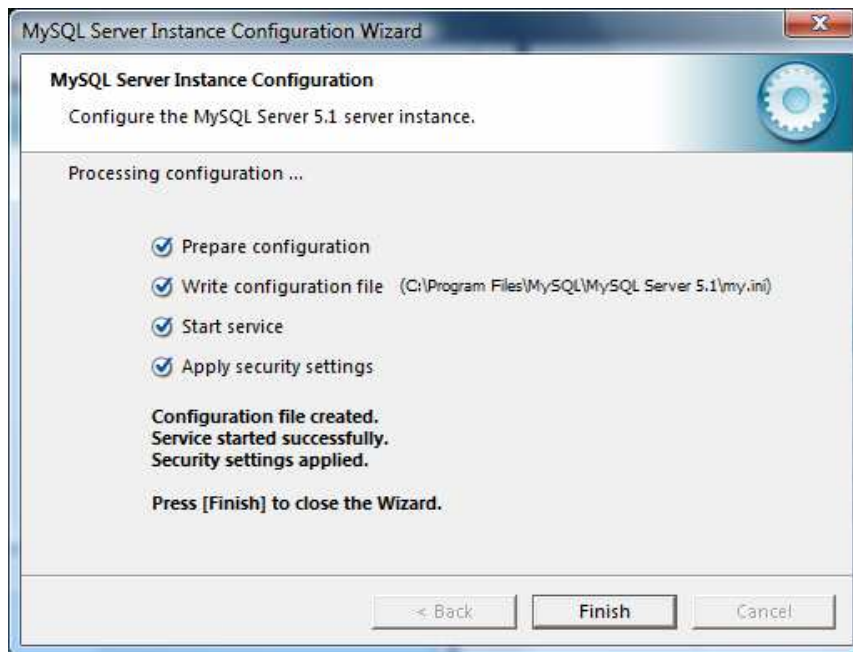 MySQL Server Instance Configuration Wizard
MySQL Server Instance Configuration
Configure the MySQL Server 5.1 server instance.
Processing configuration ...
Prepare configuration
Write configuration file (C:\Program Files\MySQL\MySQL Server 5.1\my.ini)
Start service
Apply security settings
Configuration file created.
Service started successfully.
Security settings applied.
Press [Finish] to close the Wizard.
< Back Finish Cancel